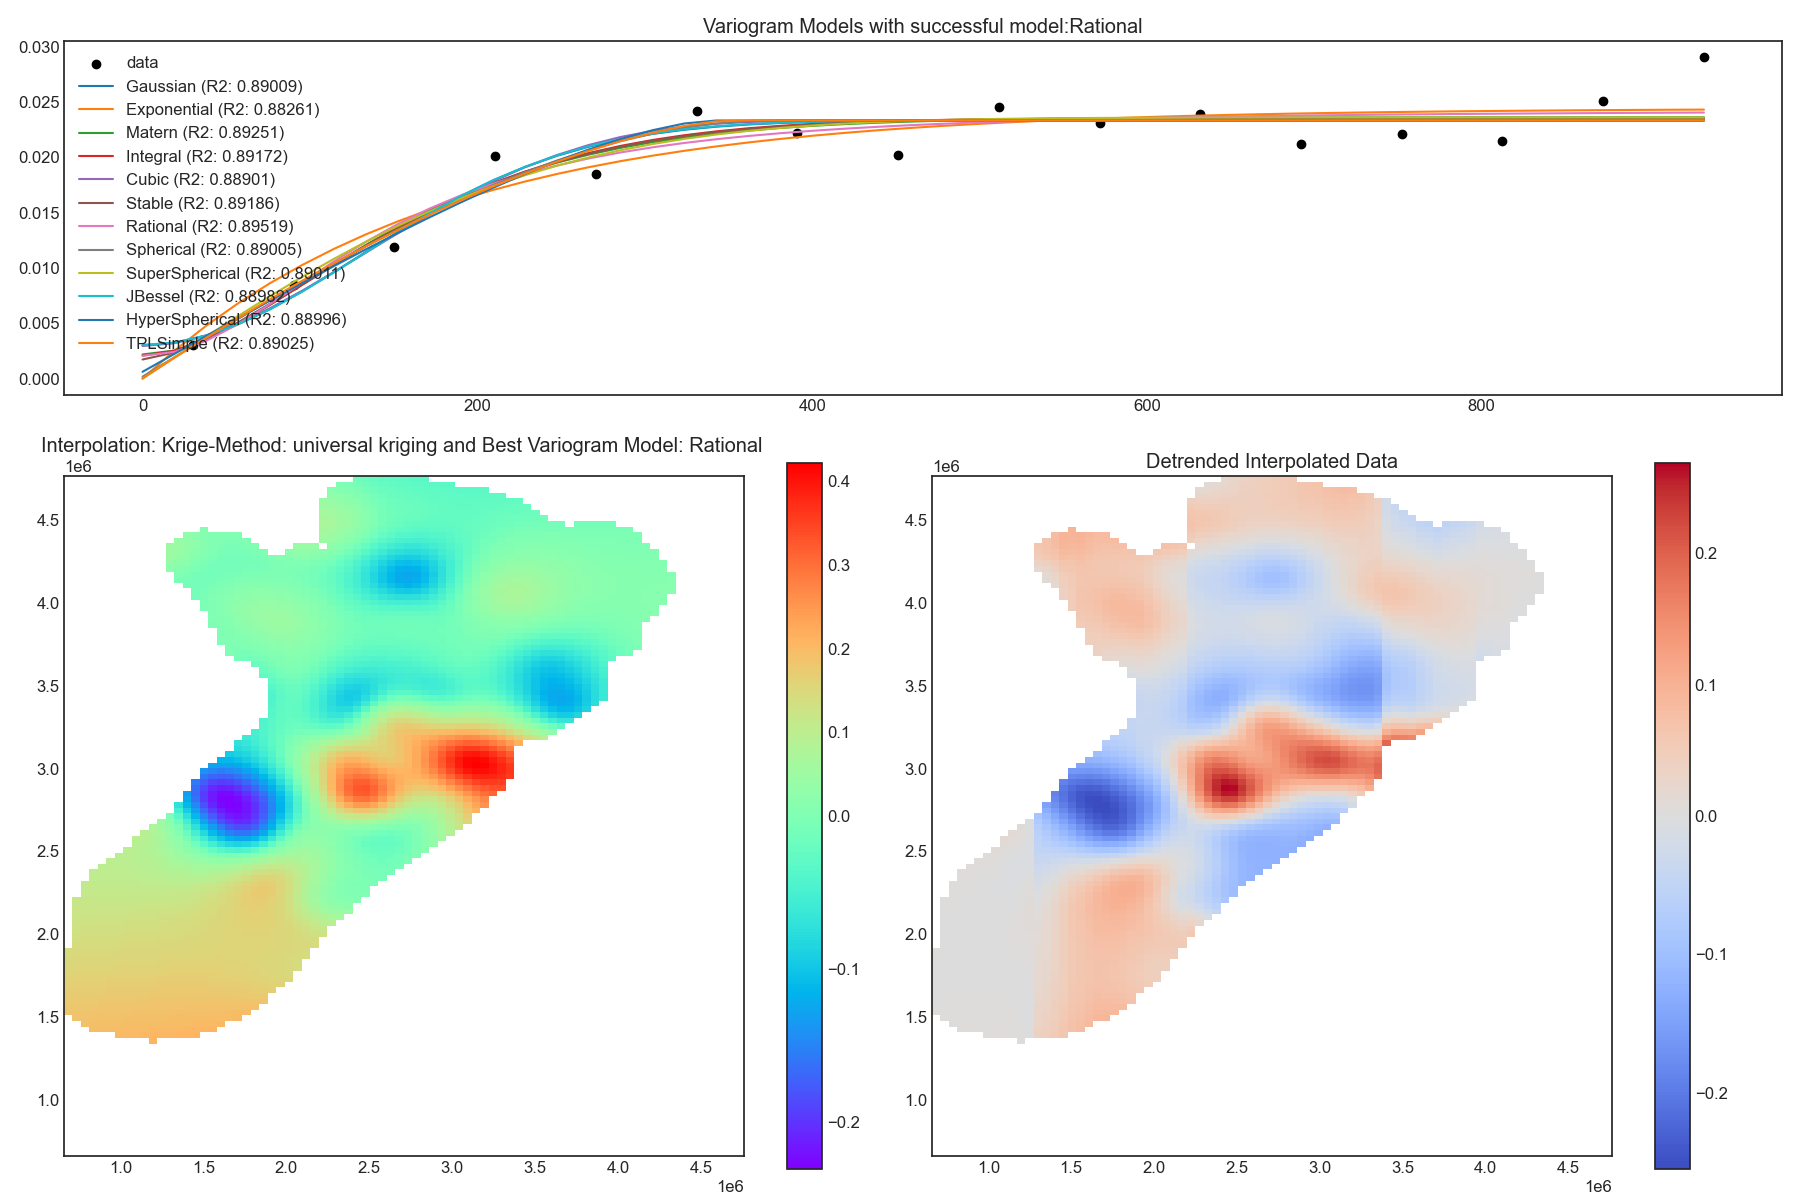 Variogram Models with successful model:Rational
0.030
0.025
0.020
0.015
0.010
0.005
0.000
data
Gaussian (R2: 0.89009)
Exponential (R2: 0.88261)
Matern (R2: 0.89251)
Integral (R2: 0.89172)
Cubic (R2: 0.88901)
Stable (R2: 0.89186)
Rational (R2: 0.89519)
Spherical (R2: 0.89005)
SuperSpherical (R2: 0.89011)
JBessel (R2: 0.88982)
HyperSpherical (R2: 0.88996)
TPLSimple (R2: 0.89025)
0 200 400 600 800
Interpolation: Krige-Method: universal kriging and Best Variogram Model: Rational
1e6
4.5
4.0
3.5
3.0
2.5
2.0
1.5
1.0
1.0 1.5 2.0 2.5 3.0 3.5 4.0 4.5
1e6
0.4
0.3
0.2
0.1
0.0
−0.1
−0.2
Detrended Interpolated Data
1e6
4.5
4.0
3.5
3.0
2.5
2.0
1.5
1.0
1.0 1.5 2.0 2.5 3.0 3.5 4.0 4.5
1e6
0.2
0.1
0.0
−0.1
−0.2